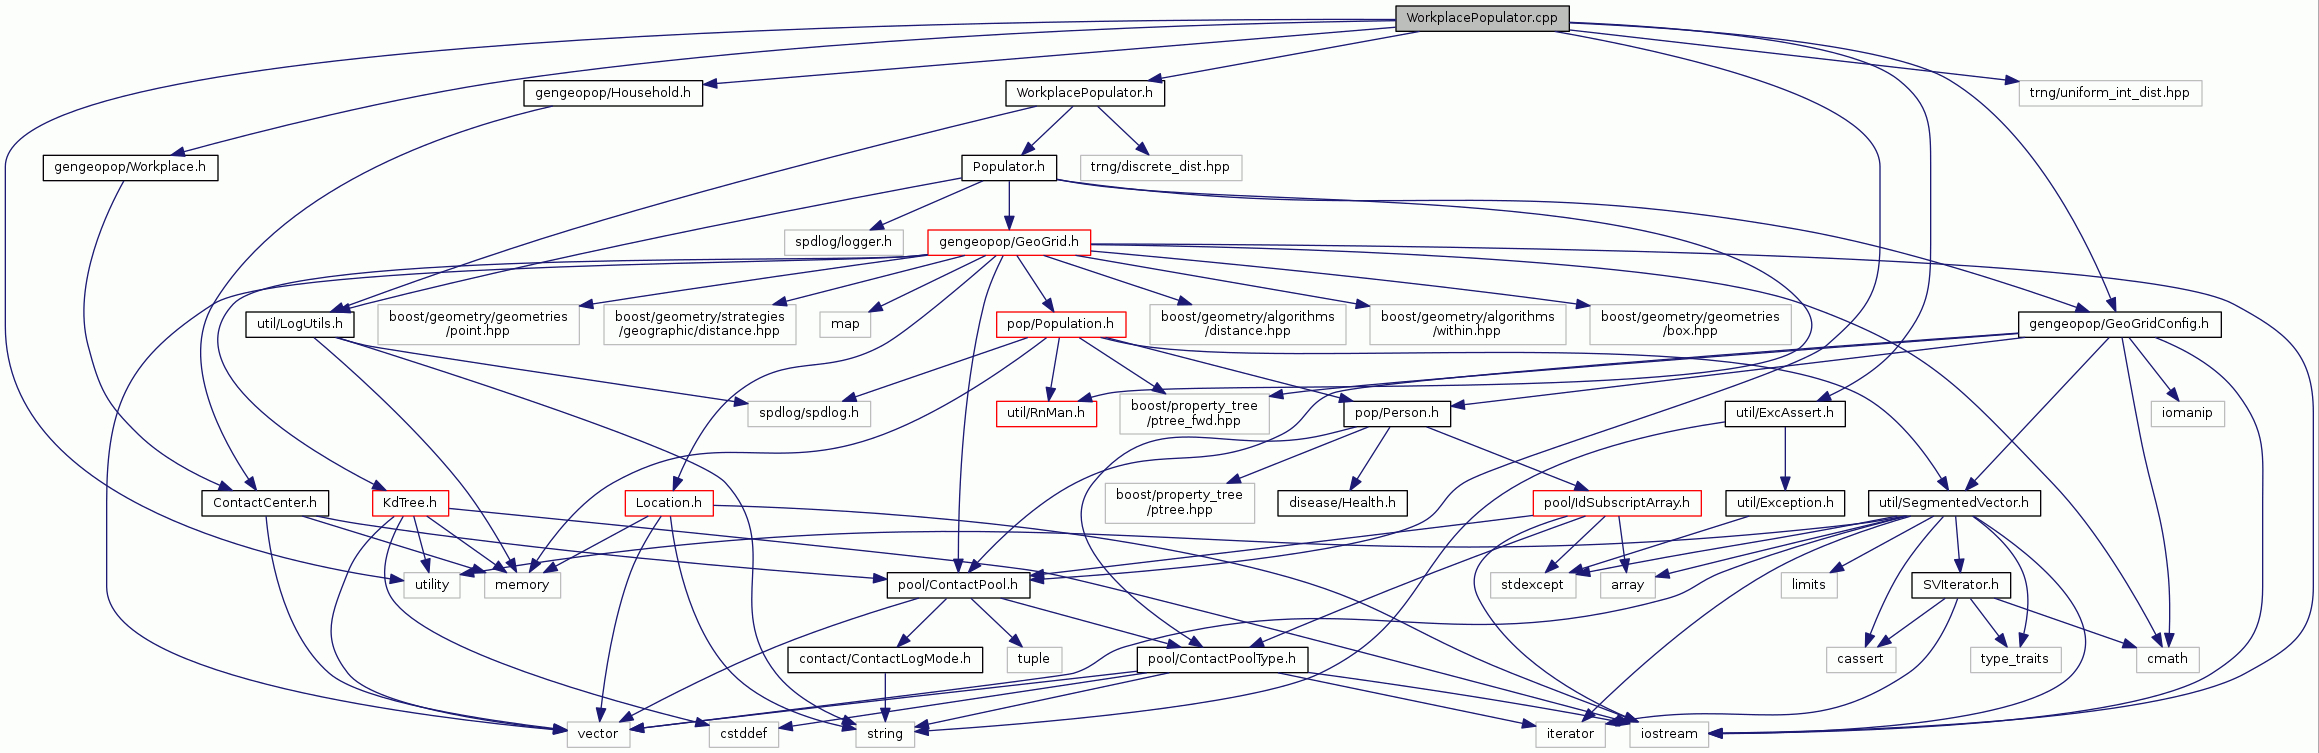 WorkplacePopulator.cpp
gengeopop/Household.h
WorkplacePopulator.h
trng/uniform_int_dist.hpp
gengeopop/Workplace.h
Populator.h
trng/discrete_dist.hpp
spdlog/logger.h
gengeopop/GeoGrid.h
util/LogUtils.h
boost/geometry/geometries
/point.hpp
boost/geometry/strategies
/geographic/distance.hpp
map
pop/Population.h
boost/geometry/algorithms
/distance.hpp
boost/geometry/algorithms
/within.hpp
boost/geometry/geometries
/box.hpp
gengeopop/GeoGridConfig.h
spdlog/spdlog.h
util/RnMan.h
boost/property_tree
/ptree_fwd.hpp
pop/Person.h
util/ExcAssert.h
iomanip
ContactCenter.h
KdTree.h
Location.h
boost/property_tree
/ptree.hpp
disease/Health.h
pool/IdSubscriptArray.h
util/Exception.h
util/SegmentedVector.h
utility
memory
pool/ContactPool.h
stdexcept
array
limits
SVIterator.h
contact/ContactLogMode.h
tuple
pool/ContactPoolType.h
cassert
type_traits
cmath
vector
cstddef
string
iterator
iostream